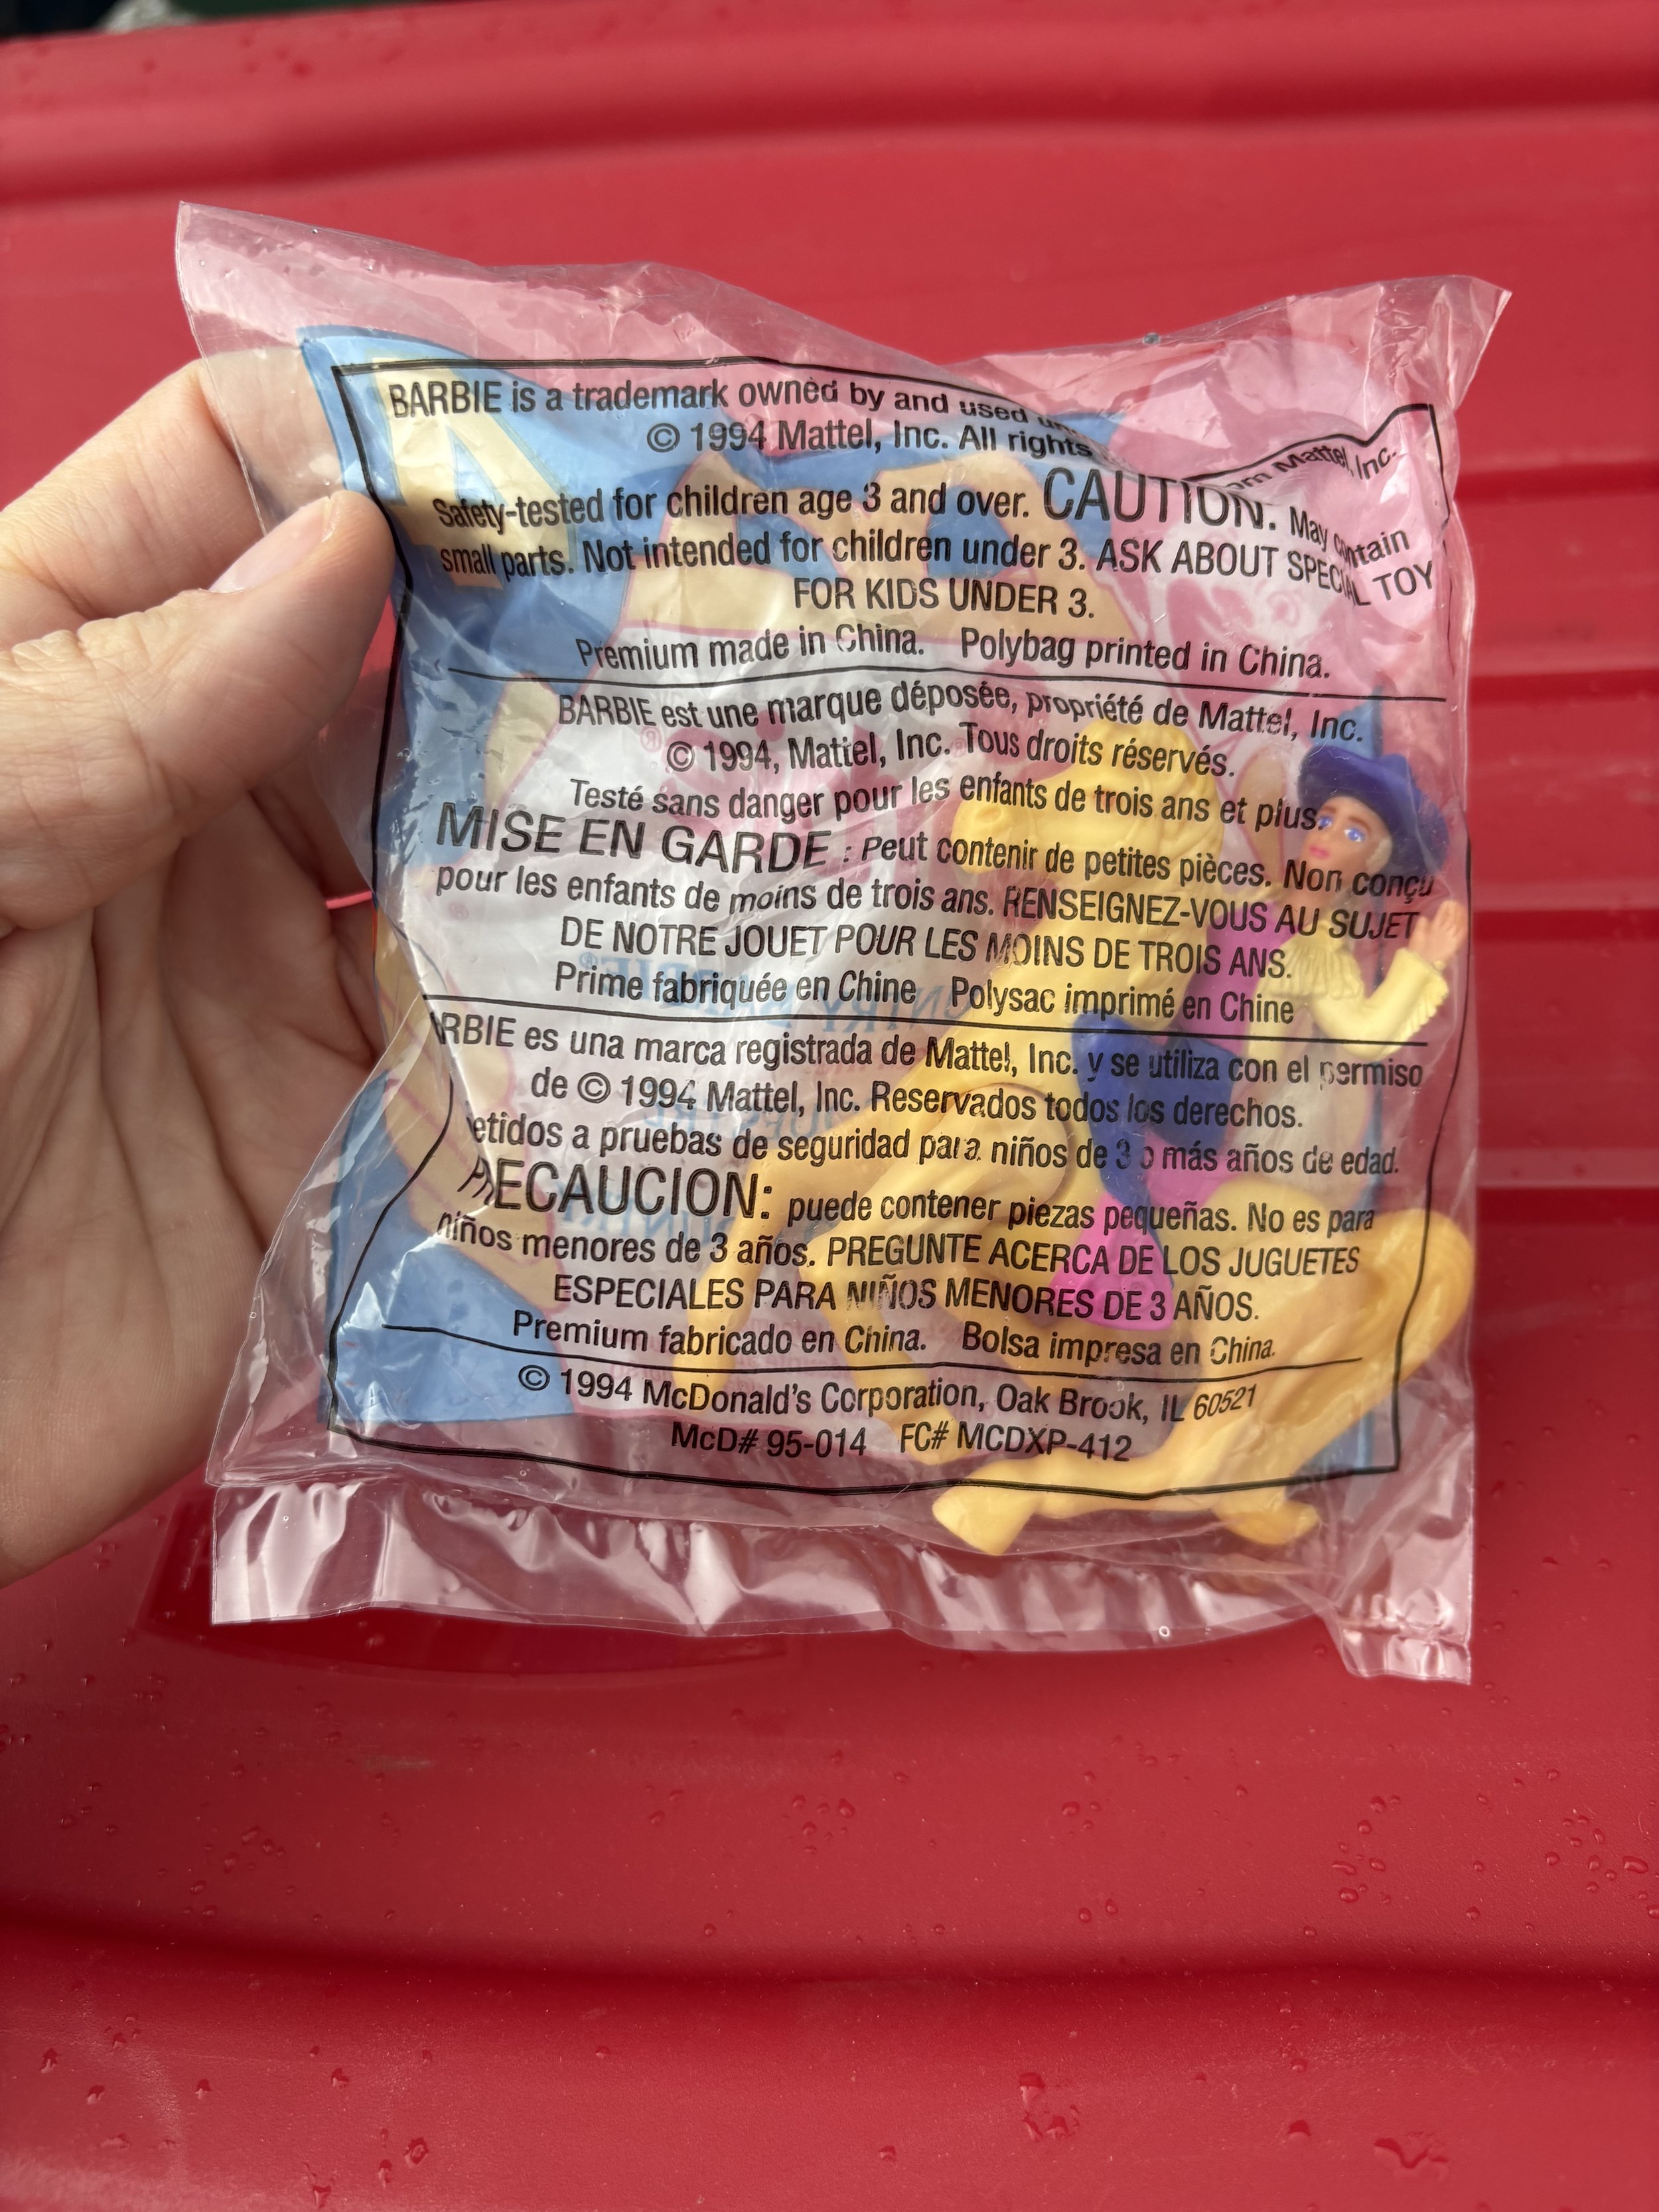 BARBIE is a trademark owned by and used om Mattel, Inc.
© 1994 Mattel, Inc. All rights
Safety-tested for children age 3 and over. CAUTION. May contain
small parts. Not intended for children under 3. ASK ABOUT SPECIAL TOY
FOR KIDS UNDER 3.
Premium made in China. Polybag printed in China.
BARBIE est une marque déposée, propriété de Mattel, Inc.
© 1994, Mattel, Inc. Tous droits réservés.
Testé sans danger pour les enfants de trois ans et plus.
MISE EN GARDE : Peut contenir de petites pièces. Non conçu
pour les enfants de moins de trois ans. RENSEIGNEZ-VOUS AU SUJET
DE NOTRE JOUET POUR LES MOINS DE TROIS ANS.
Prime fabriquée en Chine Polysac imprimé en Chine
ARBIE es una marca registrada de Mattel, Inc. y se utiliza con el permiso
de © 1994 Mattel, Inc. Reservados todos los derechos.
etidos a pruebas de seguridad para niños de 3 o más años de edad.
PRECAUCION: puede contener piezas pequeñas. No es para
niños menores de 3 años. PREGUNTE ACERCA DE LOS JUGUETES
ESPECIALES PARA NIÑOS MENORES DE 3 AÑOS.
Premium fabricado en China. Bolsa impresa en China.
© 1994 McDonald's Corporation, Oak Brook, IL 60521
McD# 95-014 FC# MCDXP-412